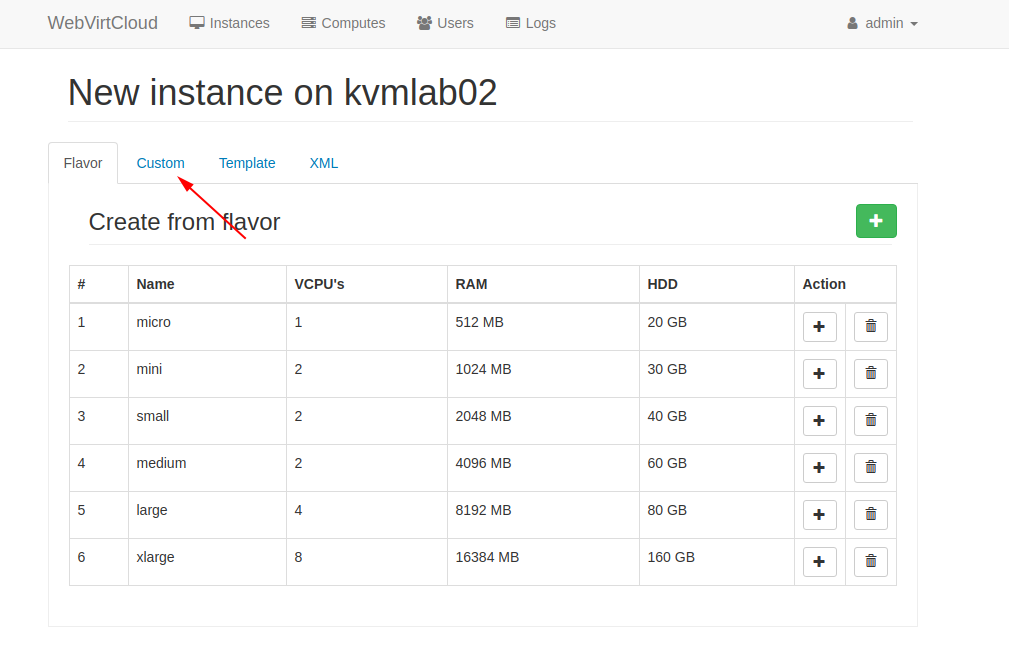 WebVirtCloud Instances Computes Users Logs admin
New instance on kvmlab02
Flavor Custom Template XML
Create from flavor
# Name VCPU's RAM HDD Action
1 micro 1 512 MB 20 GB
2 mini 2 1024 MB 30 GB
3 small 2 2048 MB 40 GB
4 medium 2 4096 MB 60 GB
5 large 4 8192 MB 80 GB
6 xlarge 8 16384 MB 160 GB